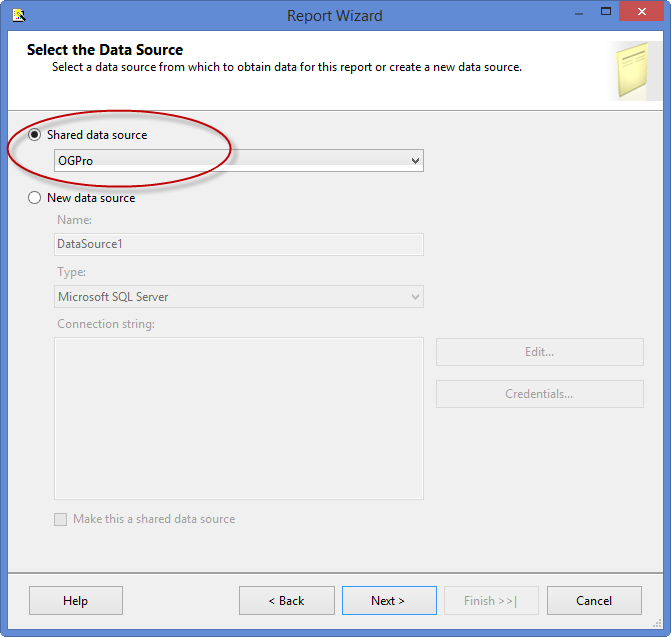 Report Wizard
Select the Data Source
Select a data source from which to obtain data for this report or create a new data source.
Shared data source
OGPro
New data source
Name:
DataSource1
Type:
Microsoft SQL Server
Connection string:
Edit...
Credentials...
Make this a shared data source
Help
< Back
Next >
Finish >>|
Cancel